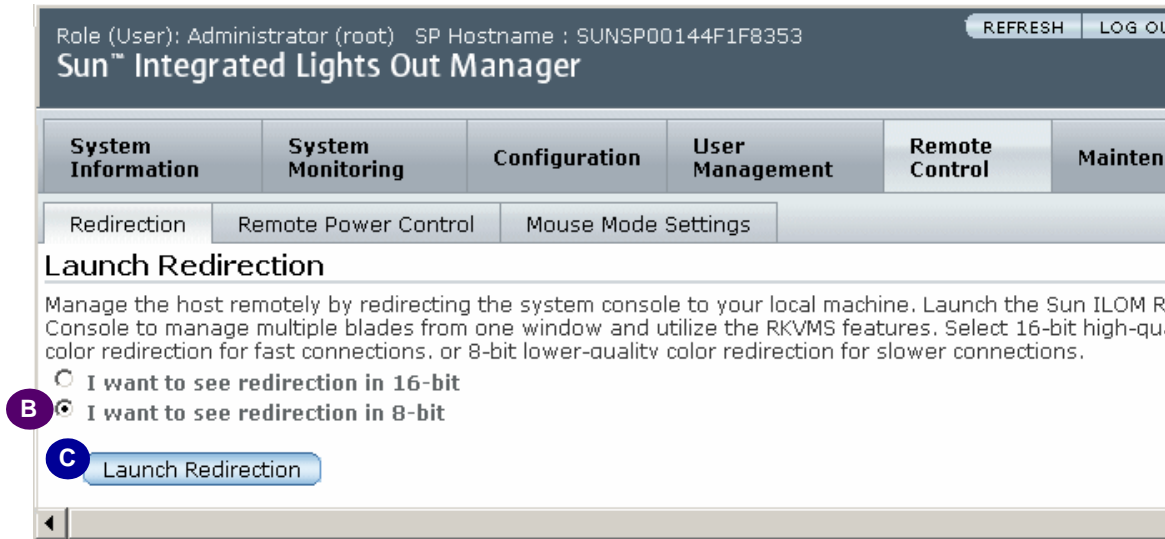 Role (User): Administrator (root) SP Hostname : SUNSP00144F1F8353 REFRESH LOG OU
Sun™ Integrated Lights Out Manager
System Information System Monitoring Configuration User Management Remote Control Mainten
Redirection Remote Power Control Mouse Mode Settings
Launch Redirection
Manage the host remotely by redirecting the system console to your local machine. Launch the Sun ILOM R
Console to manage multiple blades from one window and utilize the RKVMS features. Select 16-bit high-qua
color redirection for fast connections, or 8-bit lower-quality color redirection for slower connections.
I want to see redirection in 16-bit
B I want to see redirection in 8-bit
C Launch Redirection